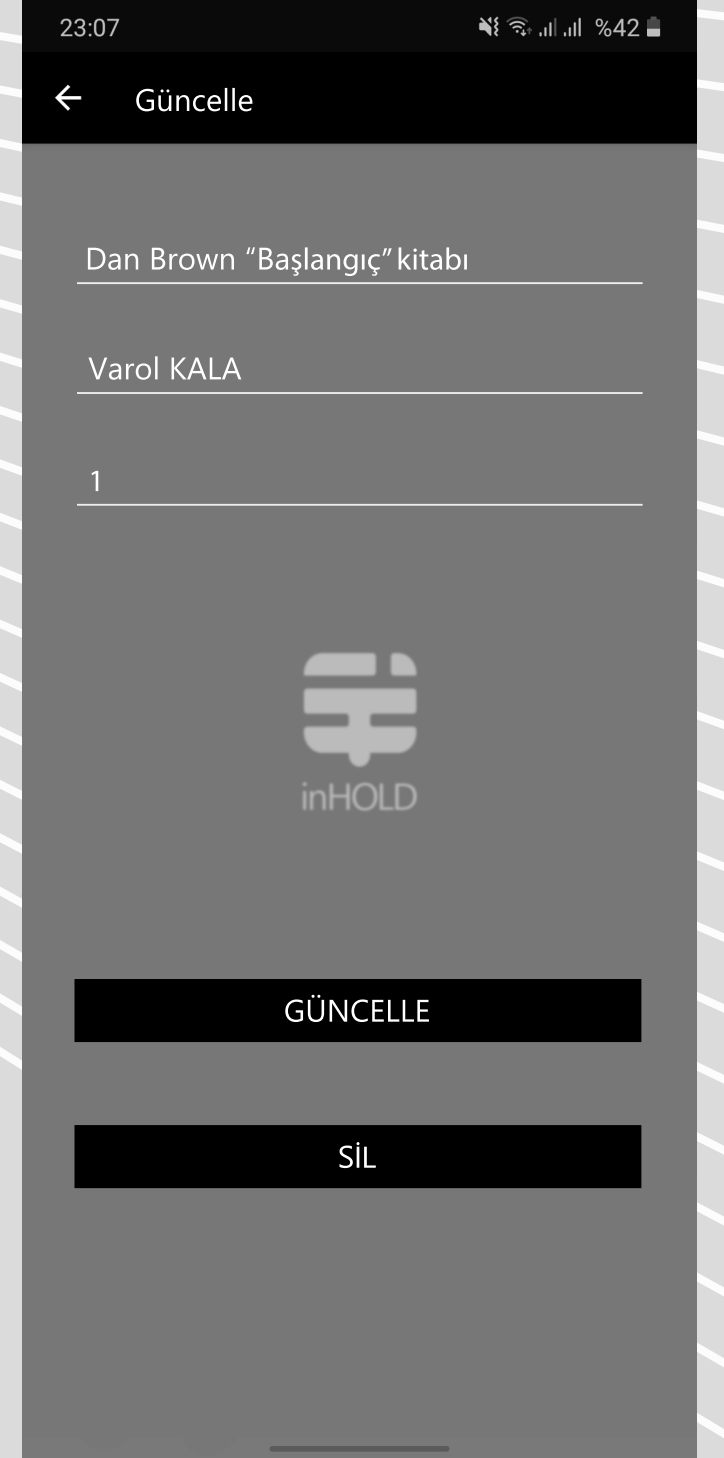 23:07 %42
Güncelle
Dan Brown “Başlangıç” kitabı
Varol KALA
1
inHOLD
GÜNCELLE
SİL